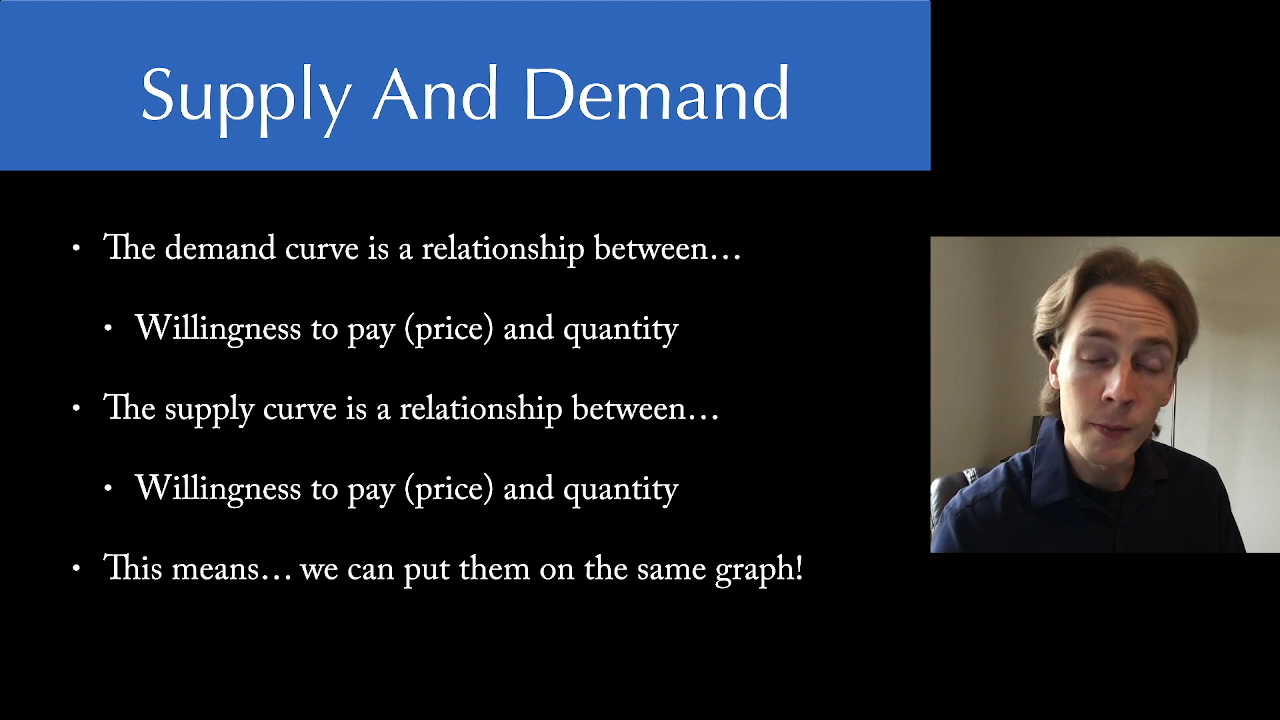 Supply And Demand
• The demand curve is a relationship between…
• Willingness to pay (price) and quantity
• The supply curve is a relationship between…
• Willingness to pay (price) and quantity
• This means… we can put them on the same graph!